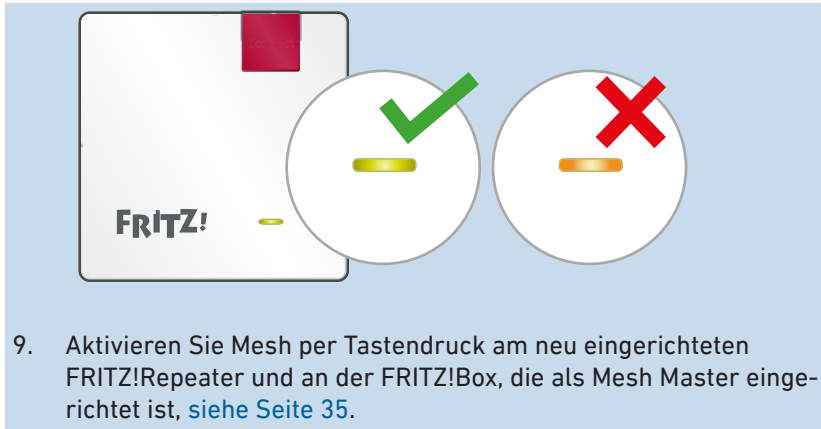 Connect
FRITZ!
9. Aktivieren Sie Mesh per Tastendruck am neu eingerichteten
FRITZ!Repeater und an der FRITZ!Box, die als Mesh Master einge-
richtet ist, siehe Seite 35.